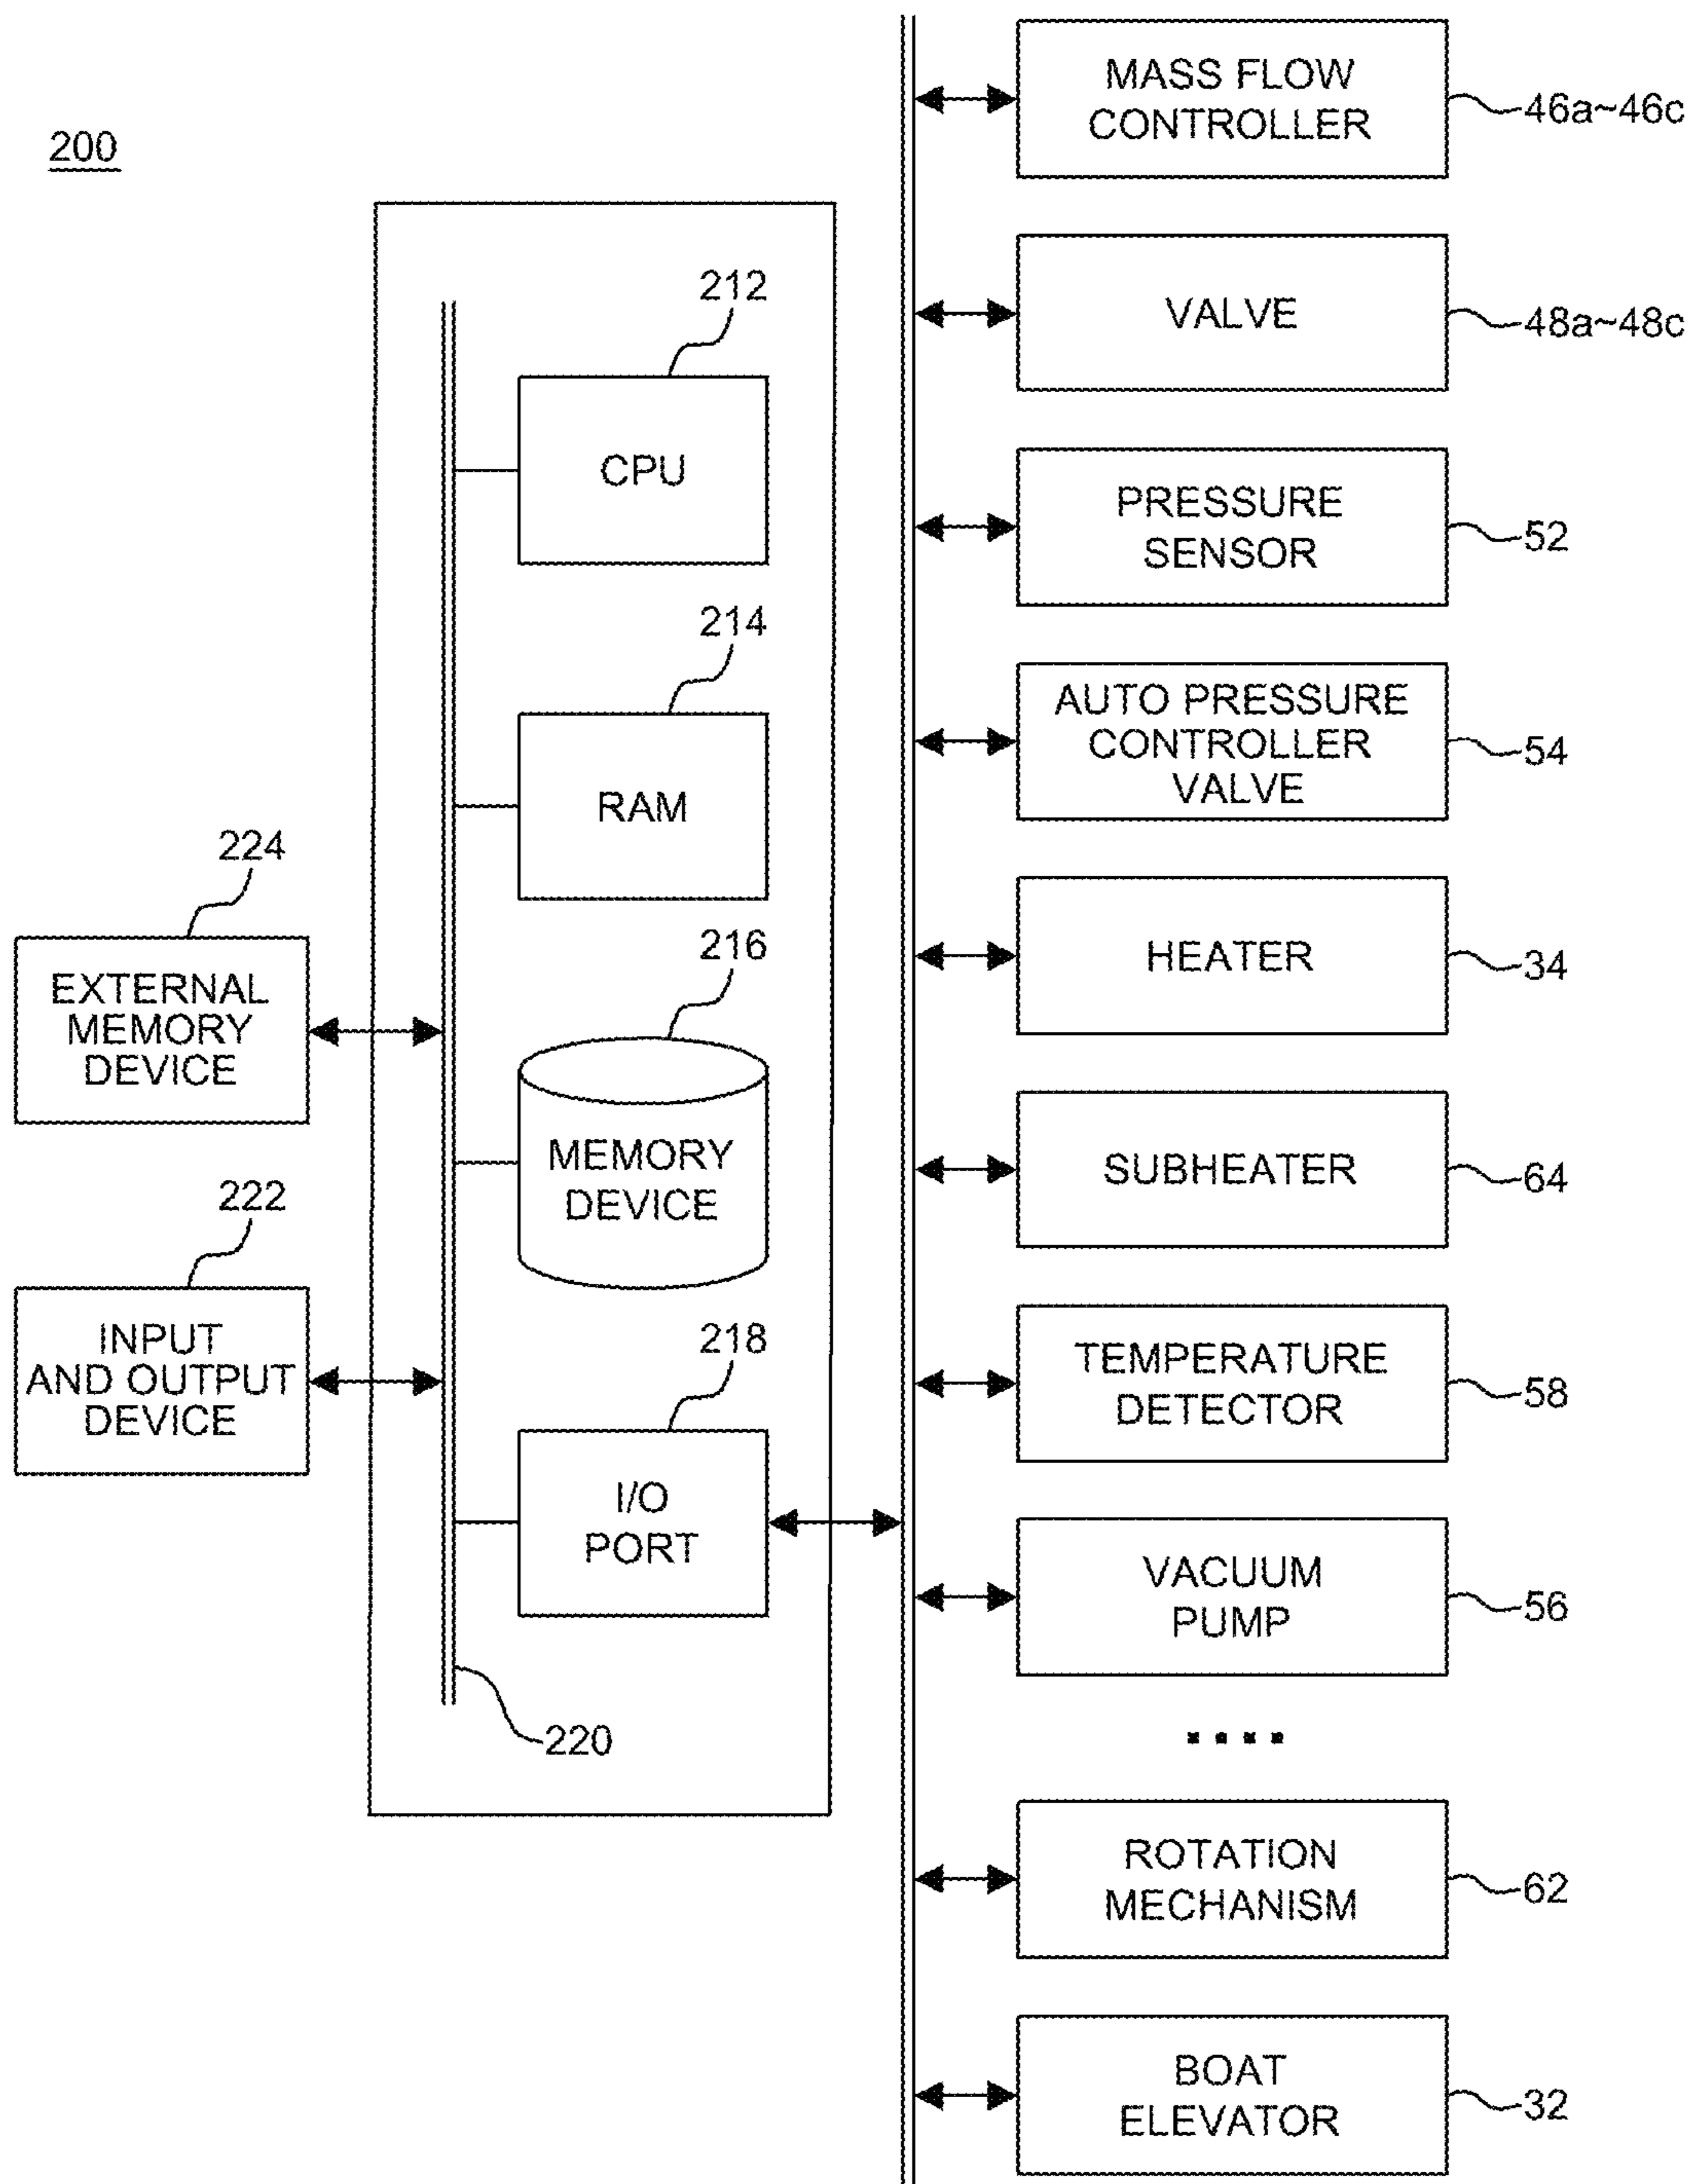 200
212
CPU
214
RAM
216
MEMORY
DEVICE
218
I/O
PORT
220
224
EXTERNAL
MEMORY
DEVICE
222
INPUT
AND OUTPUT
DEVICE
MASS FLOW
CONTROLLER
46a~46c
VALVE
48a~48c
PRESSURE
SENSOR
52
AUTO PRESSURE
CONTROLLER
VALVE
54
HEATER
34
SUBHEATER
64
TEMPERATURE
DETECTOR
58
VACUUM
PUMP
56
....
ROTATION
MECHANISM
62
BOAT
ELEVATOR
32